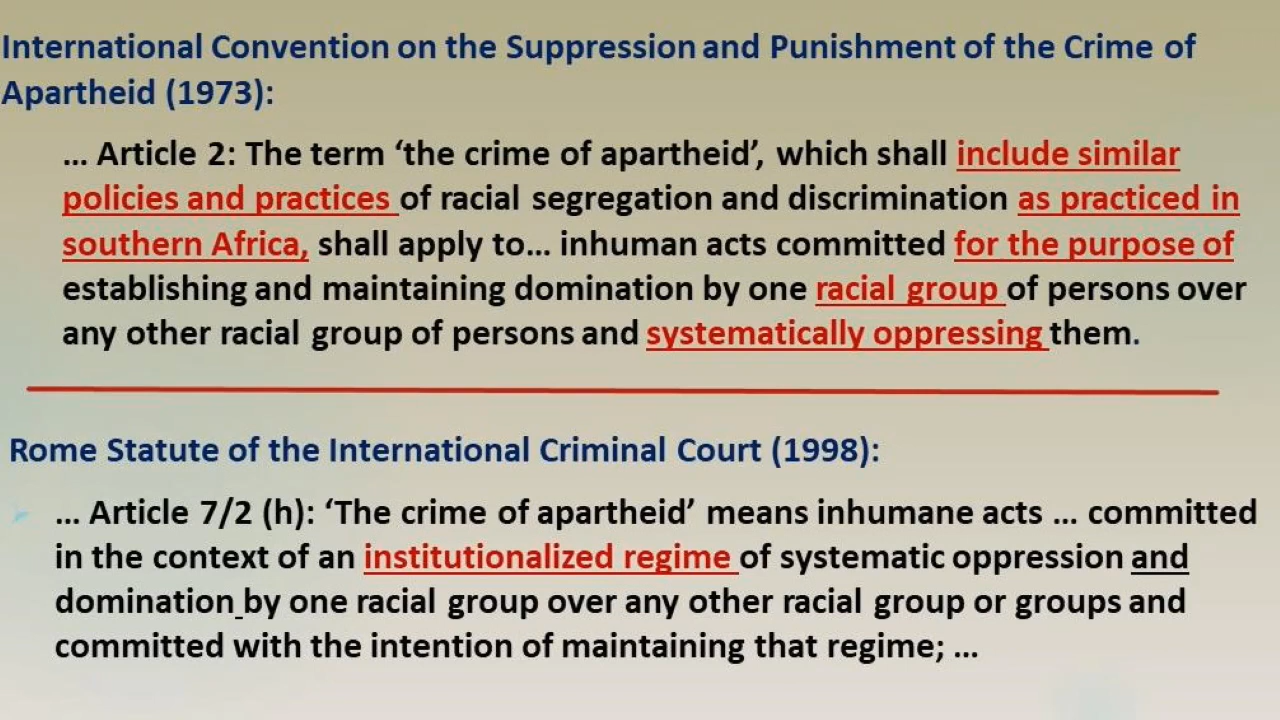 International Convention on the Suppression and Punishment of the Crime of
Apartheid (1973):
... Article 2: The term ‘the crime of apartheid’, which shall include similar
policies and practices of racial segregation and discrimination as practiced in
southern Africa, shall apply to... inhuman acts committed for the purpose of
establishing and maintaining domination by one racial group of persons over
any other racial group of persons and systematically oppressing them.
Rome Statute of the International Criminal Court (1998):
... Article 7/2 (h): ‘The crime of apartheid’ means inhumane acts ... committed
in the context of an institutionalized regime of systematic oppression and
domination by one racial group over any other racial group or groups and
committed with the intention of maintaining that regime; ...